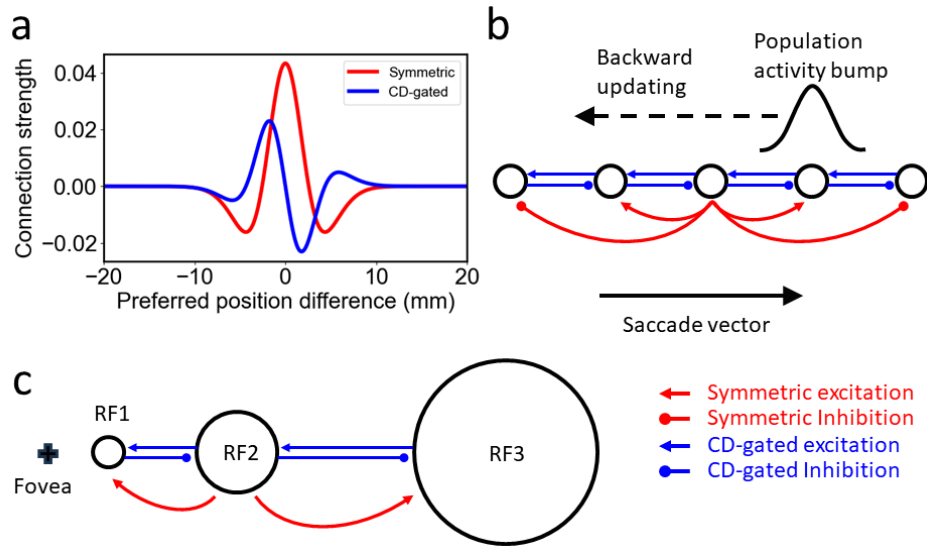 a
0.04
0.02
0.00
−0.02
−20
−10
0
10
20
Connection strength
Preferred position difference (mm)
Symmetric
CD-gated
b
Backward
updating
Population
activity bump
Saccade vector
c
Fovea
RF1
RF2
RF3
Symmetric excitation
Symmetric Inhibition
CD-gated excitation
CD-gated Inhibition